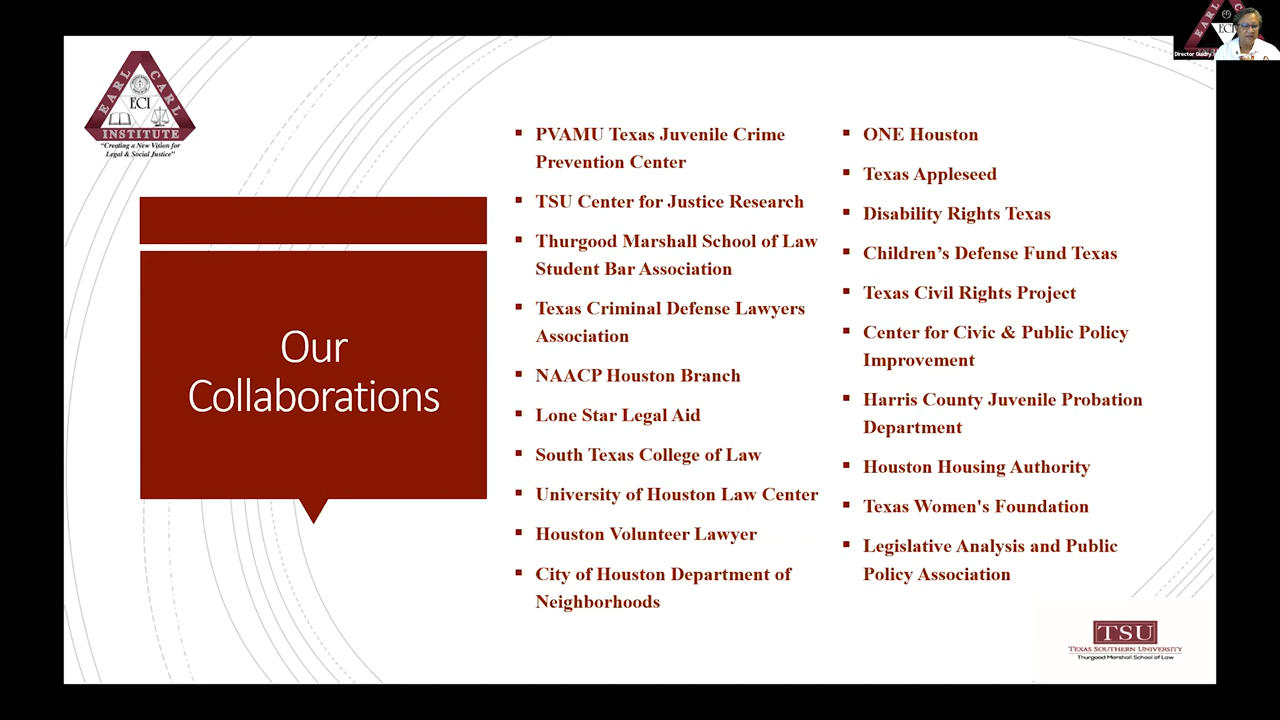 EARL CARL
ECI
INSTITUTE
"Creating a New Vision for
Legal & Social Justice"
Our
Collaborations
▪ PVAMU Texas Juvenile Crime
Prevention Center
▪ TSU Center for Justice Research
▪ Thurgood Marshall School of Law
Student Bar Association
▪ Texas Criminal Defense Lawyers
Association
▪ NAACP Houston Branch
▪ Lone Star Legal Aid
▪ South Texas College of Law
▪ University of Houston Law Center
▪ Houston Volunteer Lawyer
▪ City of Houston Department of
Neighborhoods
▪ ONE Houston
▪ Texas Appleseed
▪ Disability Rights Texas
▪ Children’s Defense Fund Texas
▪ Texas Civil Rights Project
▪ Center for Civic & Public Policy
Improvement
▪ Harris County Juvenile Probation
Department
▪ Houston Housing Authority
▪ Texas Women's Foundation
▪ Legislative Analysis and Public
Policy Association
TSU
TEXAS SOUTHERN UNIVERSITY
Thurgood Marshall School of Law
EARL
ECI
Director Guidry